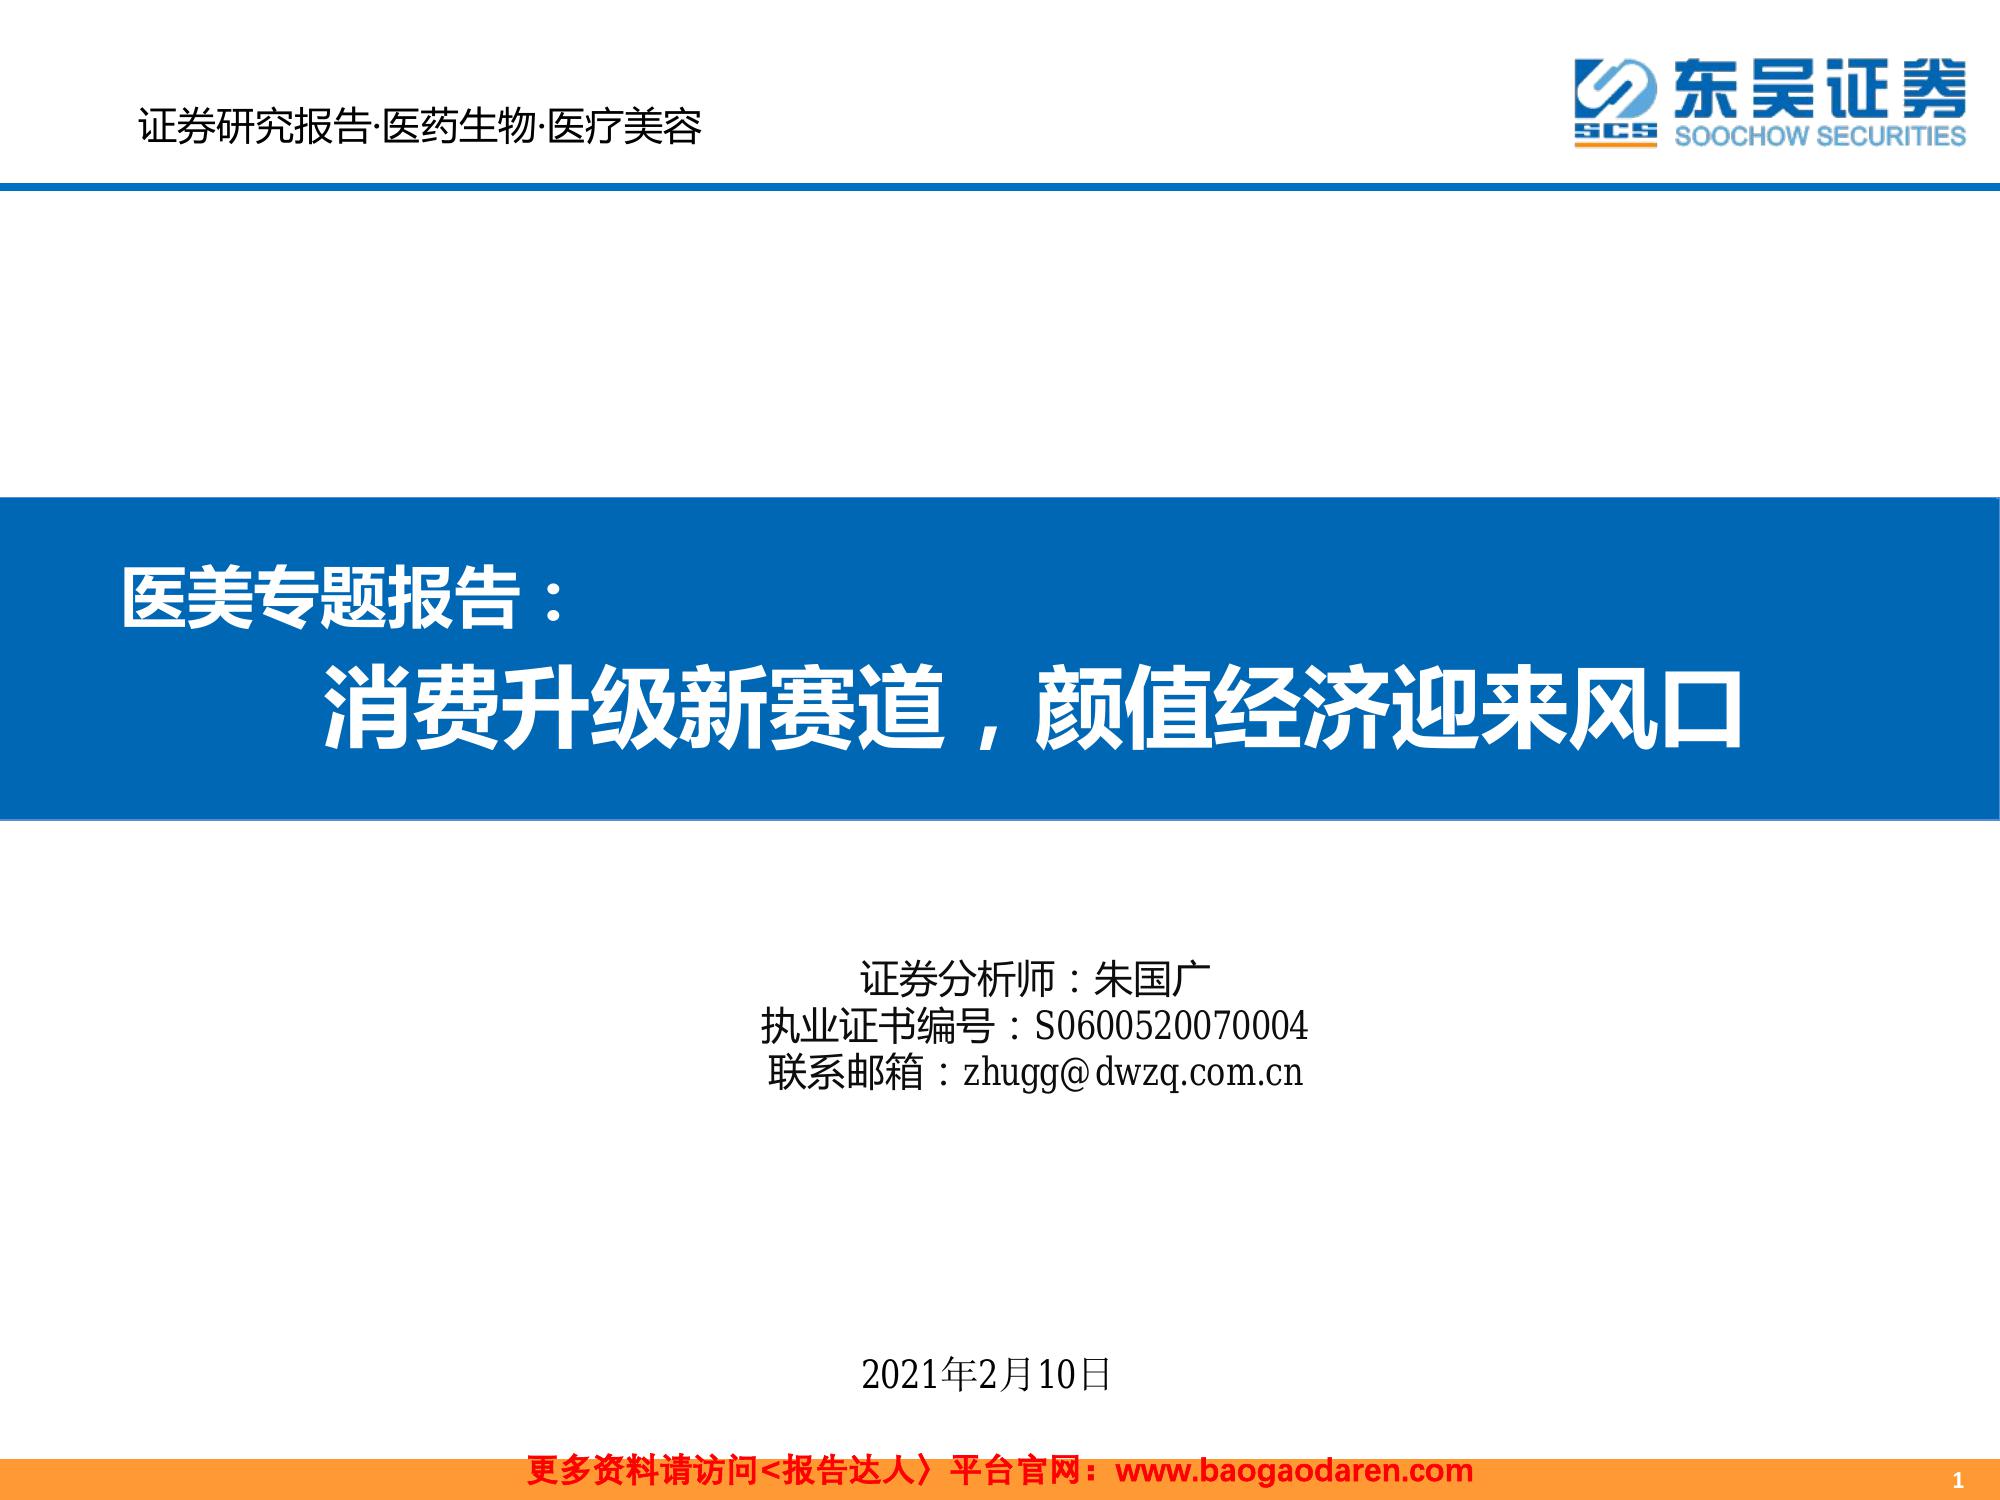 证券研究报告·医药生物·医疗美容
东吴证券
SCS
SOOCHOW SECURITIES
医美专题报告：
消费升级新赛道，颜值经济迎来风口
证券分析师：朱国广
执业证书编号：S0600520070004
联系邮箱：zhugg@dwzq.com.cn
2021年2月10日
更多资料请访问<报告达人〉平台官网：www.baogaodaren.com
1